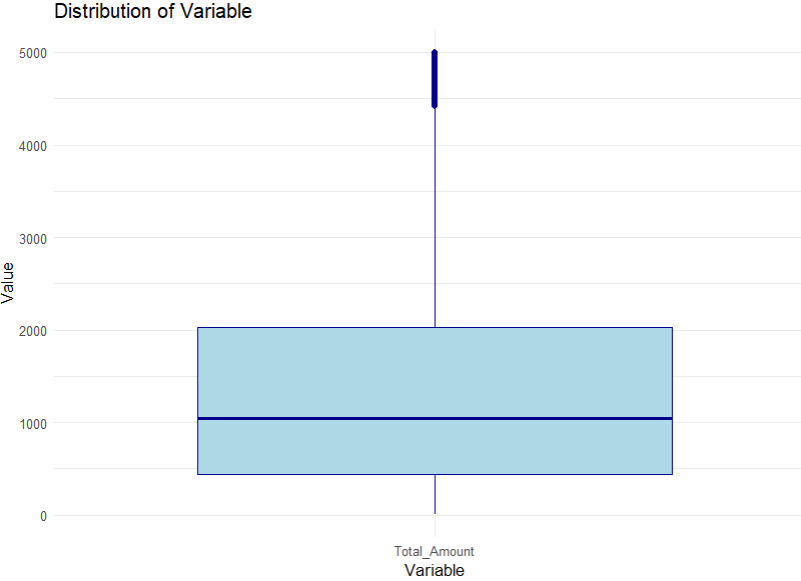 Distribution of Variable
5000
4000
3000
2000
1000
0
Value
Total_Amount
Variable